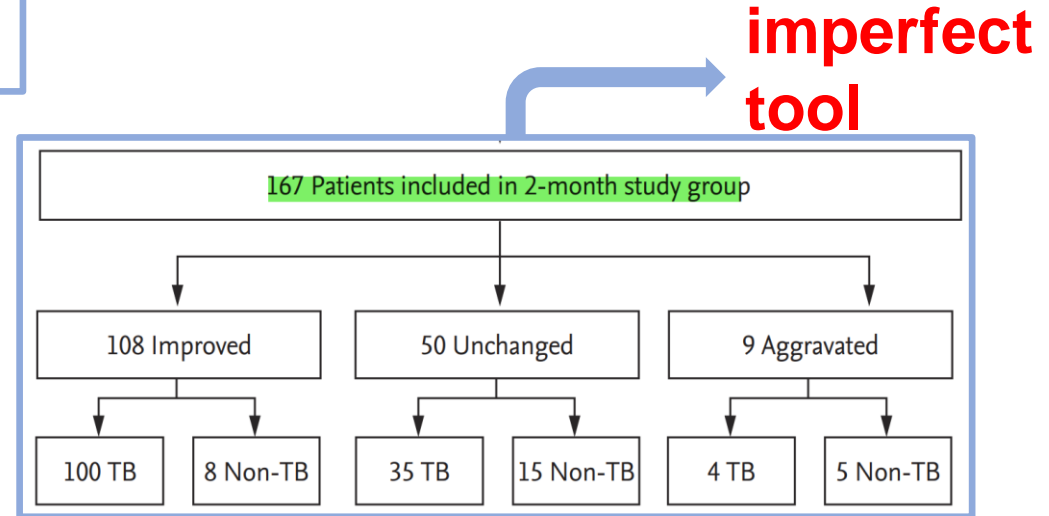 imperfect
tool
167 Patients included in 2-month study group
108 Improved
50 Unchanged
9 Aggravated
100 TB
8 Non-TB
35 TB
15 Non-TB
4 TB
5 Non-TB